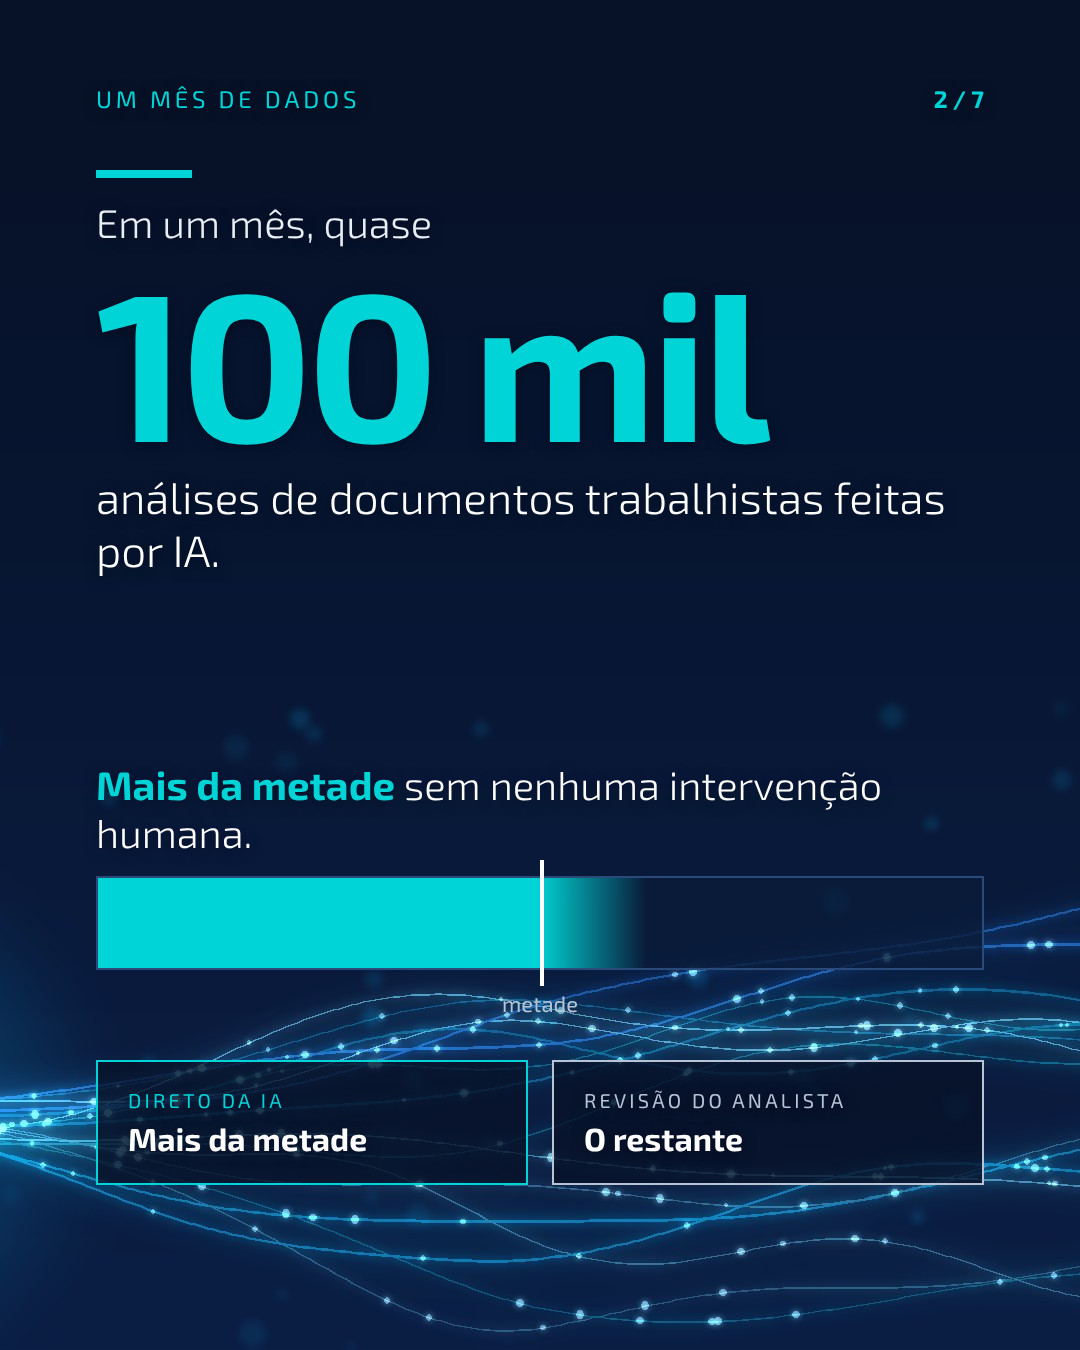 UM MÊS DE DADOS
2/7
Em um mês, quase
100 mil
análises de documentos trabalhistas feitas
por IA.
Mais da metade sem nenhuma intervenção
humana.
metade
DIRETO DA IA
Mais da metade
REVISÃO DO ANALISTA
O restante